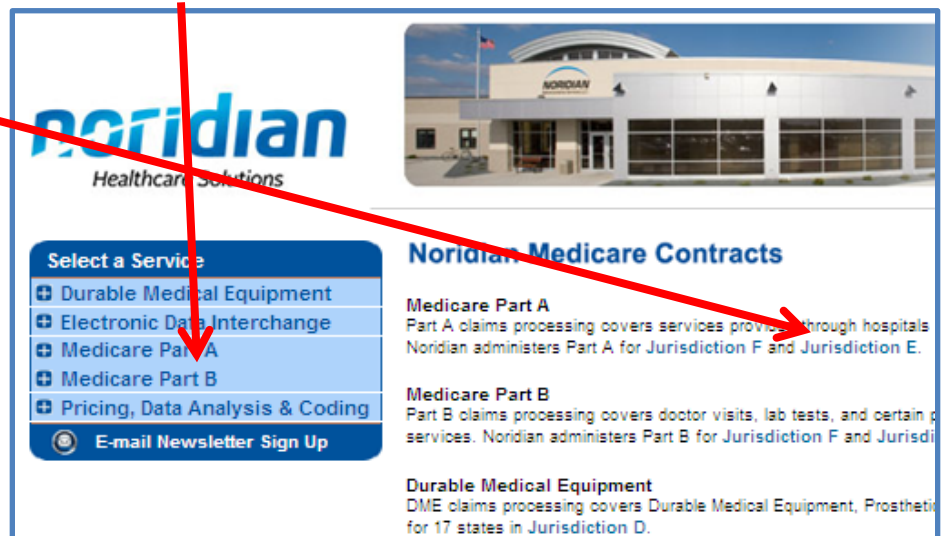 noridian
Healthcare Solutions
NORIDIAN
Select a Service
Durable Medical Equipment
Electronic Data Interchange
Medicare Part A
Medicare Part B
Pricing, Data Analysis & Coding
E-mail Newsletter Sign Up
Noridian Medicare Contracts
Medicare Part A
Part A claims processing covers services provided through hospitals
Noridian administers Part A for Jurisdiction F and Jurisdiction E.
Medicare Part B
Part B claims processing covers doctor visits, lab tests, and certain
services. Noridian administers Part B for Jurisdiction F and
Durable Medical Equipment
DME claims processing covers Durable Medical Equipment,
for 17 states in Jurisdiction D.